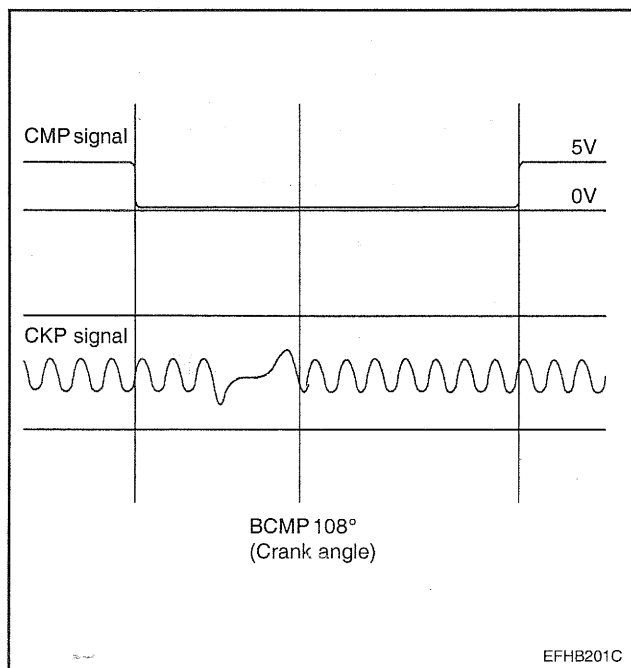 CMP signal
5V
0V
CKP signal
BCMP 108°
(Crank angle)
EFHB201C